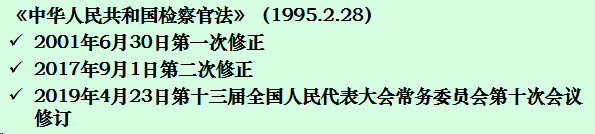 《中华人民共和国检察官法》（1995.2.28）
✓ 2001年6月30日第一次修正
✓ 2017年9月1日第二次修正
✓ 2019年4月23日第十三届全国人民代表大会常务委员会第十次会议
修订